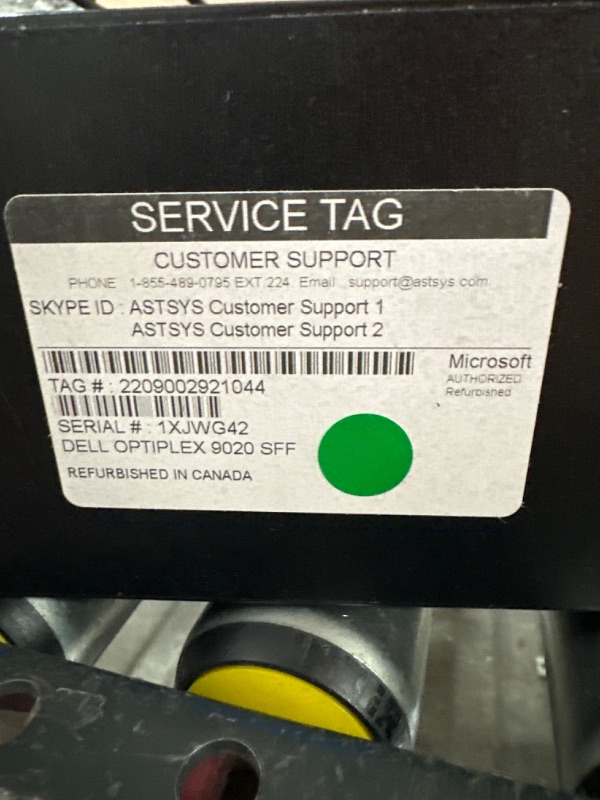 SERVICE TAG
CUSTOMER SUPPORT
PHONE 1-855-489-0795 EXT 224 Email support@astsys.com
SKYPE ID : ASTSYS Customer Support 1
ASTSYS Customer Support 2
Microsoft
AUTHORIZED
Refurbished
TAG # : 2209002921044
SERIAL # : 1XJWG42
DELL OPTIPLEX 9020 SFF
REFURBISHED IN CANADA